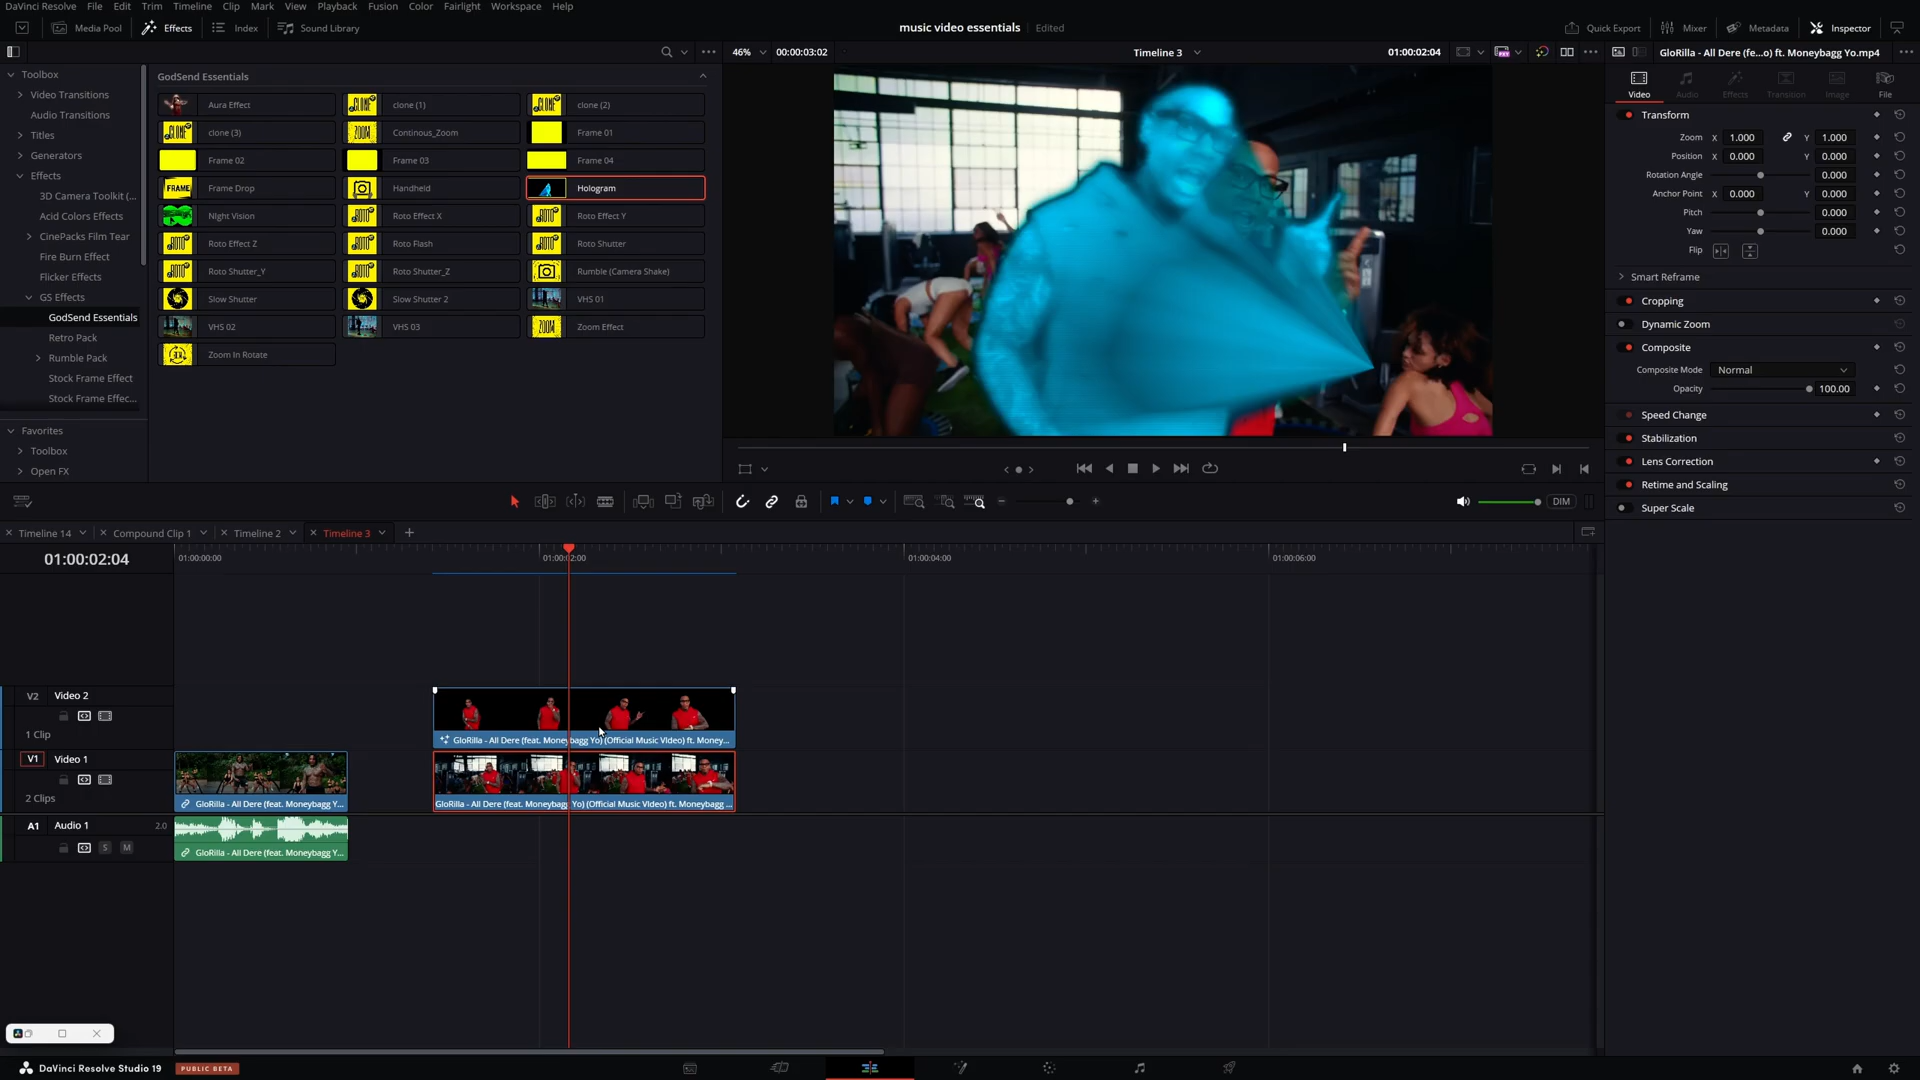 DaVinci Resolve File Edit Trim Timeline Clip Mark View Playback Fusion Color Fairlight Workspace Help
Media Pool Effects Index Sound Library music video essentials Edited Quick Export Mixer Metadata Inspector
46% 00:00:03:02 Timeline 3 01:00:02:04 GloRilla - All Dere (fe...o) ft. Moneybagg Yo.mp4
Toolbox
Video Transitions
Audio Transitions
Titles
Generators
Effects
3D Camera Toolkit (...
Acid Colors Effects
CinePacks Film Tear
Fire Burn Effect
Flicker Effects
GS Effects
GodSend Essentials
Retro Pack
Rumble Pack
Stock Frame Effect
Stock Frame Effec...
Favorites
Toolbox
Open FX
GodSend Essentials
Aura Effect clone (1) clone (2)
clone (3) Continous_Zoom Frame 01
Frame 02 Frame 03 Frame 04
Frame Drop Handheld Hologram
Night Vision Roto Effect X Roto Effect Y
Roto Effect Z Roto Flash Roto Shutter
Roto Shutter_Y Roto Shutter_Z Rumble (Camera Shake)
Slow Shutter Slow Shutter 2 VHS 01
VHS 02 VHS 03 Zoom Effect
Zoom In Rotate
Video Audio Effects Transition Image File
Transform
Zoom X 1.000 Y 1.000
Position X 0.000 Y 0.000
Rotation Angle 0.000
Anchor Point X 0.000 Y 0.000
Pitch 0.000
Yaw 0.000
Flip
Smart Reframe
Cropping
Dynamic Zoom
Composite
Composite Mode Normal
Opacity 100.00
Speed Change
Stabilization
Lens Correction
Retime and Scaling
Super Scale
DIM
Timeline 14 Compound Clip 1 Timeline 2 Timeline 3
01:00:02:04 01:00:00:00 01:00:02:00 01:00:04:00 01:00:06:00
V2 Video 2
1 Clip
GloRilla - All Dere (feat. Moneybagg Yo) (Official Music Video) ft. Money...
V1 Video 1
2 Clips
GloRilla - All Dere (feat. Moneybagg Y...
GloRilla - All Dere (feat. Moneybagg Yo) (Official Music Video) ft. Moneybagg ...
A1 Audio 1 2.0
S M
GloRilla - All Dere (feat. Moneybagg Y...
DaVinci Resolve Studio 19 PUBLIC BETA